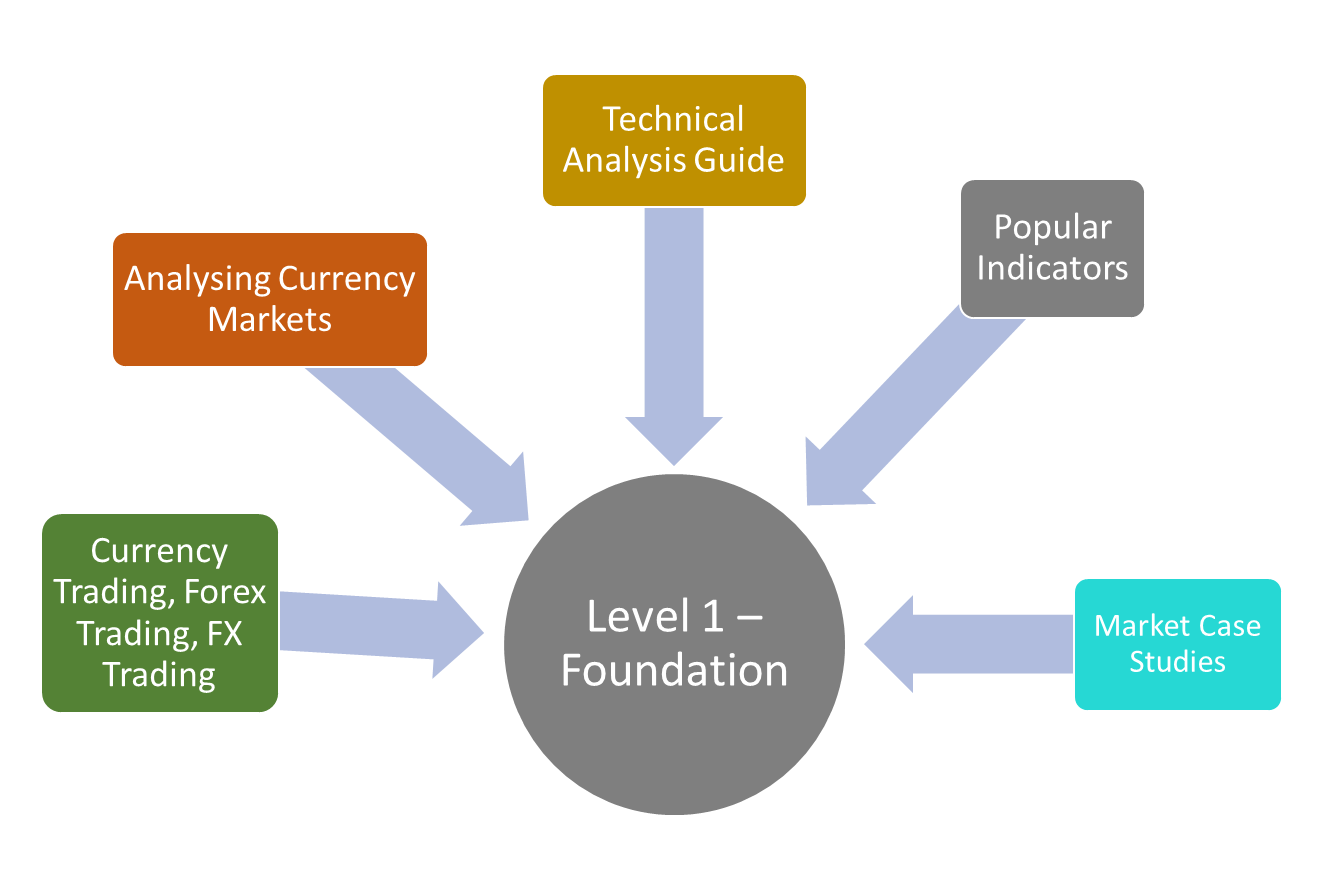 Technical
Analysis Guide
Popular
Indicators
Analysing Currency
Markets
Currency
Trading, Forex
Trading, FX
Trading
Level 1 –
Foundation
Market Case
Studies